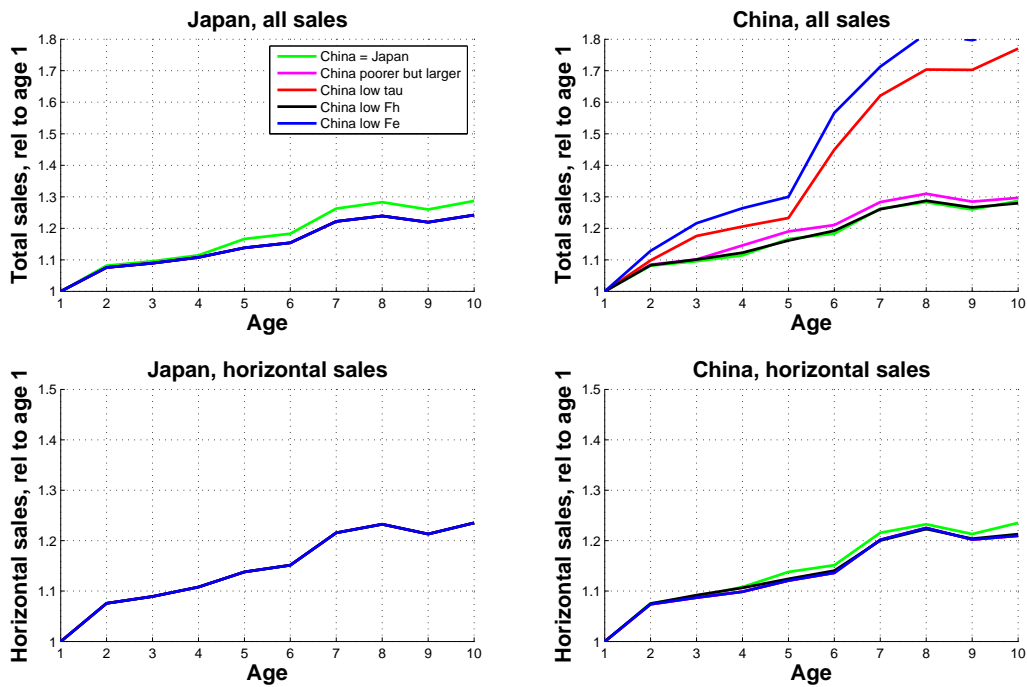 Japan, all sales
Total sales, rel to age 1
1.8
1.7
1.6
1.5
1.4
1.3
1.2
1.1
1
1 2 3 4 5 6 7 8 9 10
Age
China = Japan
China poorer but larger
China low tau
China low Fh
China low Fe
China, all sales
Total sales, rel to age 1
1.8
1.7
1.6
1.5
1.4
1.3
1.2
1.1
1
1 2 3 4 5 6 7 8 9 10
Age
Japan, horizontal sales
Horizontal sales, rel to age 1
1.5
1.4
1.3
1.2
1.1
1
1 2 3 4 5 6 7 8 9 10
Age
China, horizontal sales
Horizontal sales, rel to age 1
1.5
1.4
1.3
1.2
1.1
1
1 2 3 4 5 6 7 8 9 10
Age